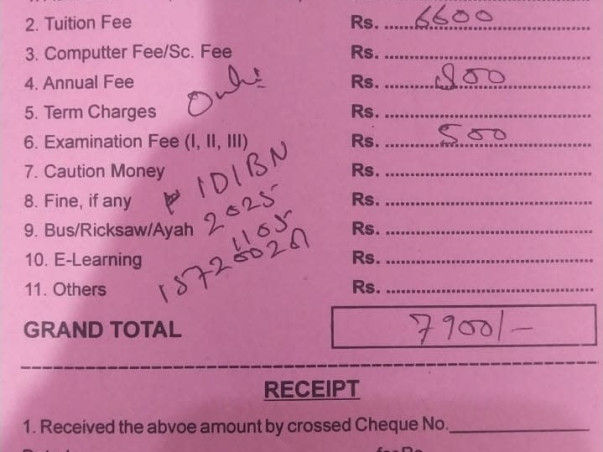 2. Tuition Fee Rs. 6600
3. Computter Fee/Sc. Fee Rs.
4. Annual Fee Rs. 800
5. Term Charges Rs.
6. Examination Fee (I, II, III) Rs. 500
7. Caution Money Rs.
8. Fine, if any Rs.
9. Bus/Ricksaw/Ayah Rs.
10. E-Learning Rs.
11. Others Rs.
IDIBN
2025
1105
GRAND TOTAL 7900/-
RECEIPT
1. Received the abvoe amount by crossed Cheque No.